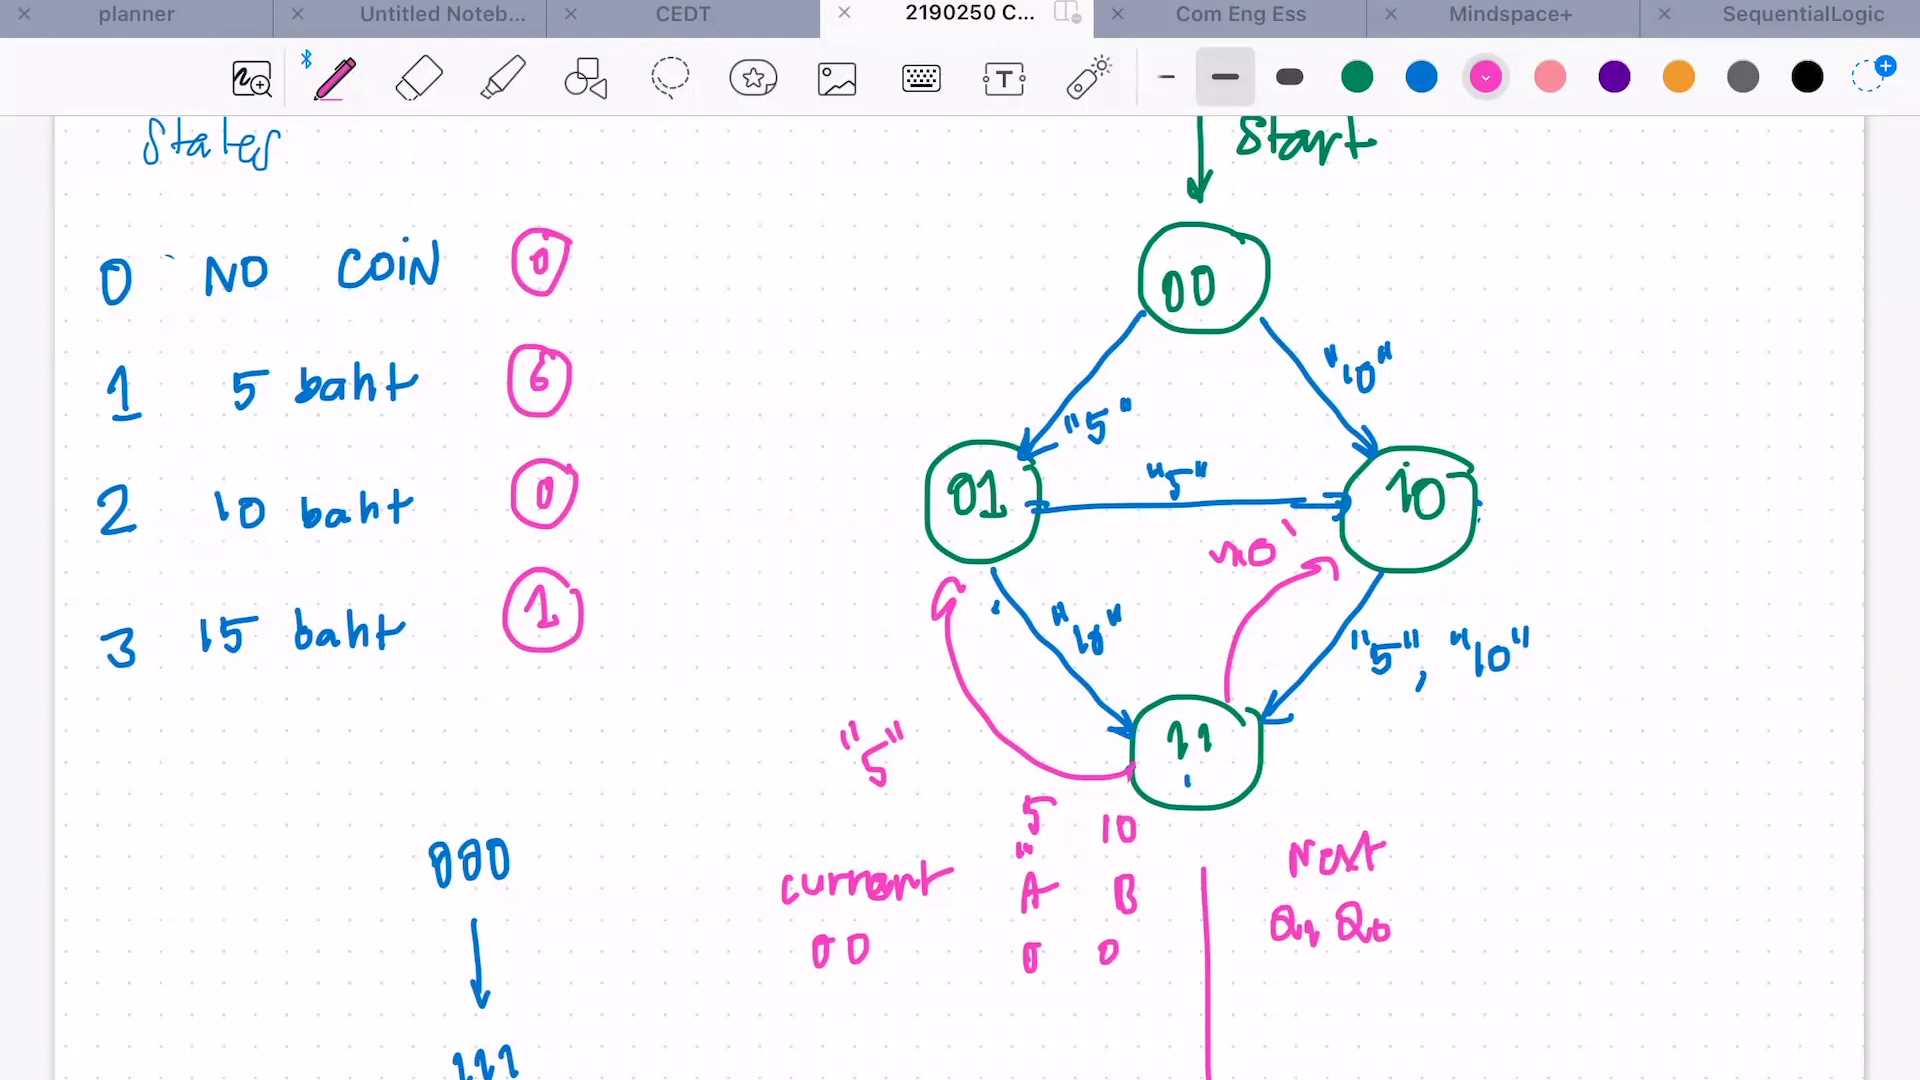 planner
Untitled Noteb...
CEDT
2190250 C...
Com Eng Ess
Mindspace+
SequentialLogic
T
States
Start
0 NO COIN 0
00
"10"
1 5 baht
"5"
01
"5"
10
2 10 baht 0
"10"
"5", "10"
3 15 baht 1
11
"5"
5 10
000
current A B
Next
00 0 0
Q1 Q0
111